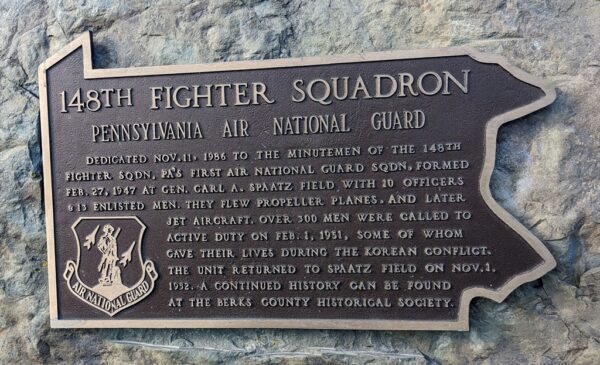 148TH FIGHTER SQUADRON
PENNSYLVANIA AIR NATIONAL GUARD
DEDICATED NOV. 11, 1986 TO THE MINUTEMEN OF THE 148TH
FIGHTER SQDN, PA'S FIRST AIR NATIONAL GUARD SQDN, FORMED
FEB. 27, 1947 AT GEN. CARL A. SPAATZ FIELD, WITH 10 OFFICERS
& 13 ENLISTED MEN. THEY FLEW PROPELLER PLANES. AND LATER
JET AIRCRAFT. OVER 300 MEN WERE CALLED TO
ACTIVE DUTY ON FEB. 1, 1951, SOME OF WHOM
GAVE THEIR LIVES DURING THE KOREAN CONFLICT.
THE UNIT RETURNED TO SPAATZ FIELD ON NOV. 1,
1952. A CONTINUED HISTORY CAN BE FOUND
AT THE BERKS COUNTY HISTORICAL SOCIETY.
AIR NATIONAL GUARD